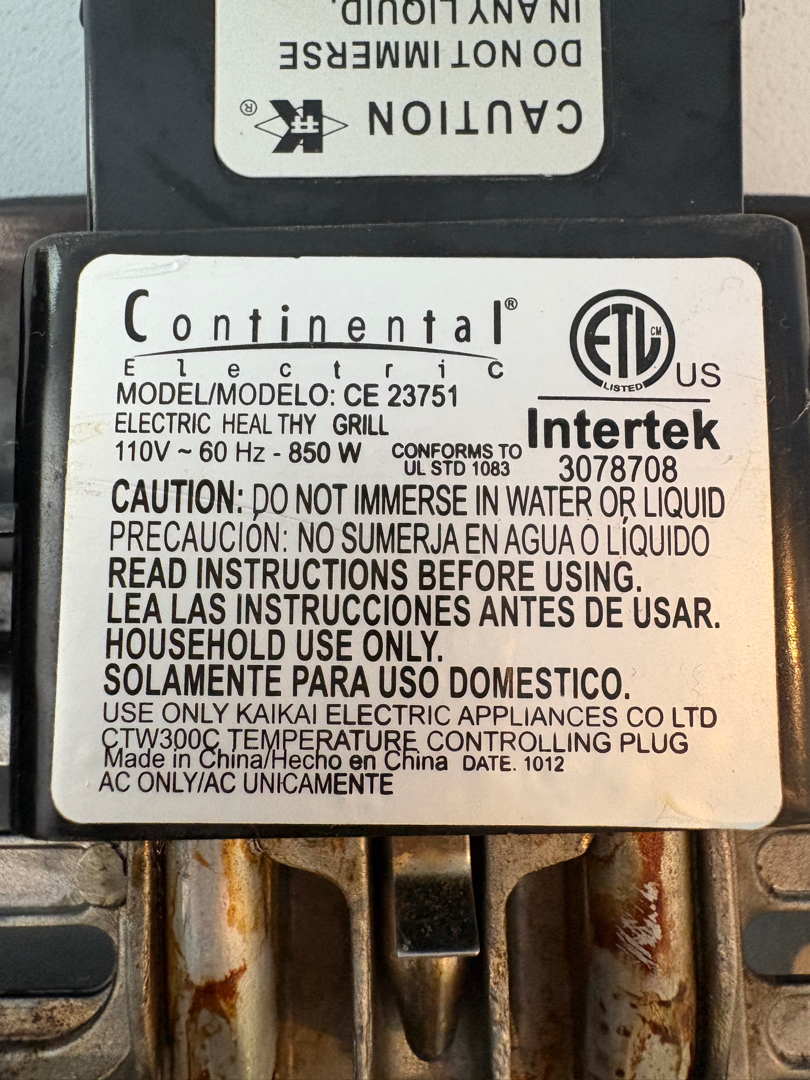 IN ANY LIQUID.
DO NOT IMMERSE
CAUTION K ®
Continental®
Electric
MODEL/MODELO: CE 23751
ELECTRIC HEALTHY GRILL
110V ~ 60 Hz - 850 W
CONFORMS TO
UL STD 1083
ETL CM
LISTED
US
Intertek
3078708
CAUTION: DO NOT IMMERSE IN WATER OR LIQUID
PRECAUCIÓN: NO SUMERJA EN AGUA O LÍQUIDO
READ INSTRUCTIONS BEFORE USING.
LEA LAS INSTRUCCIONES ANTES DE USAR.
HOUSEHOLD USE ONLY.
SOLAMENTE PARA USO DOMESTICO.
USE ONLY KAIKAI ELECTRIC APPLIANCES CO LTD
CTW300C TEMPERATURE CONTROLLING PLUG
Made in China/Hecho en China DATE. 1012
AC ONLY/AC UNICAMENTE